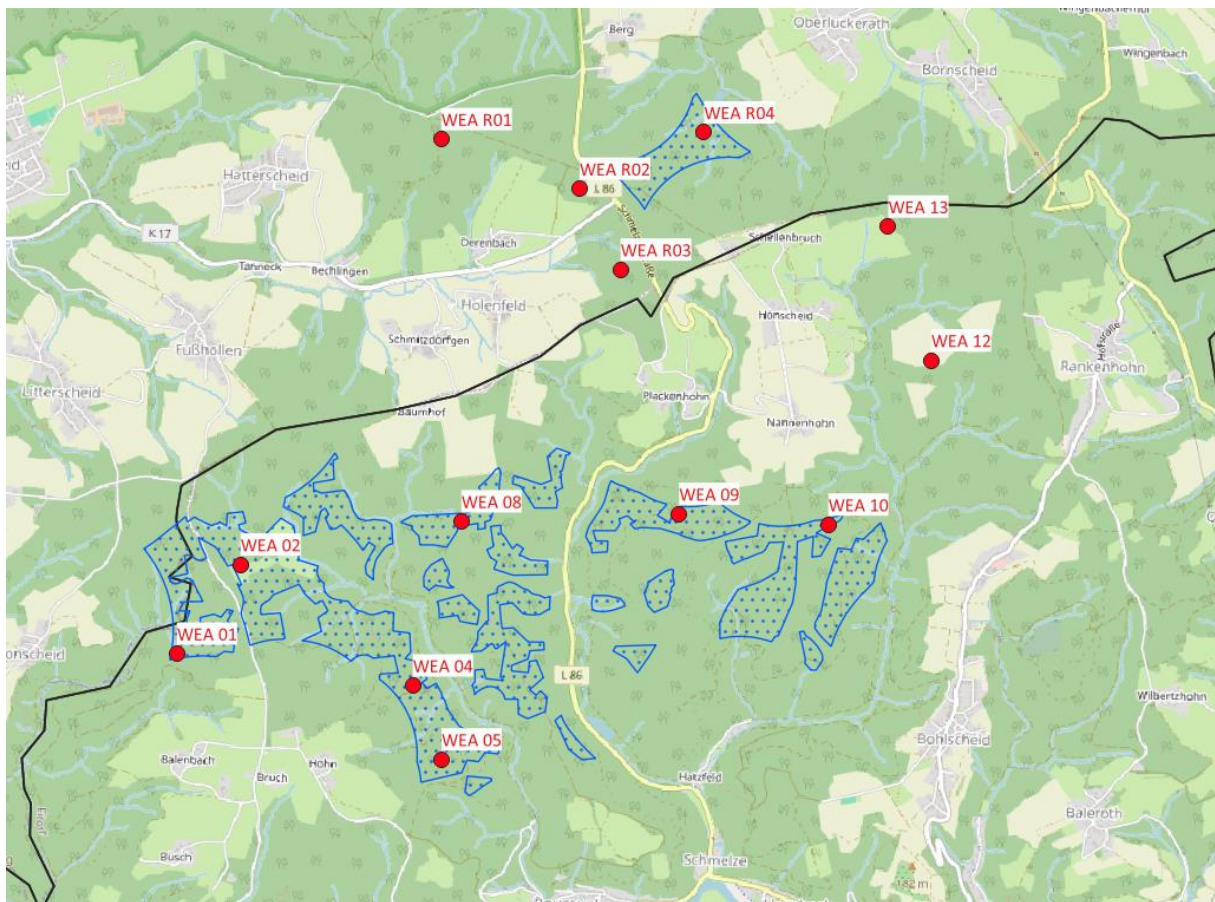 Oberluckerath
Berg
Wingenbach
Bornscheid
WEA R01
WEA R04
Hatterscheid
WEA R02
L 86
K 17
WEA 13
Derenbach
Schellenbruch
Tanneck
Bechlingen
WEA R03
Holenfeld
Hönscheid
Schmitzdörfgen
Fußhollen
WEA 12
Rankenhohn
Litterscheid
Plackenhohn
Baumhof
Nannenhohn
WEA 08
WEA 09
WEA 10
WEA 02
WEA 01
WEA 04
L 86
Wilbertzhohn
WEA 05
Bohlscheid
Balenbach
Höhn
Bruch
Hatzfeld
Baleroth
Busch
Schmelze
182 m